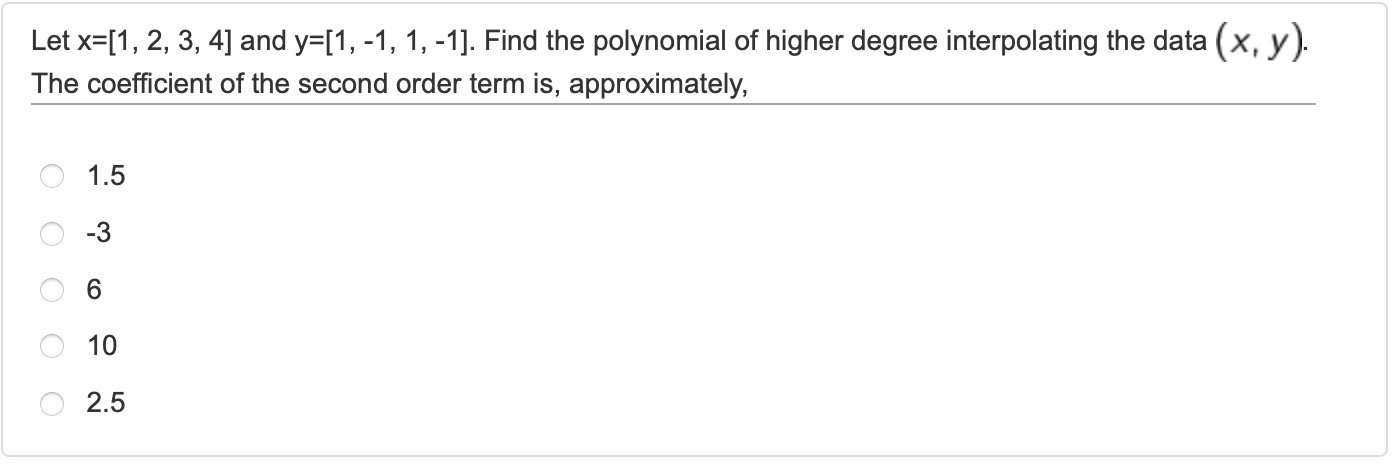 Let x=[1, 2, 3, 4] and y=[1, -1, 1, -1]. Find the polynomial of higher degree interpolating the data (x, y).
The coefficient of the second order term is, approximately,
1.5
-3
6
10
2.5